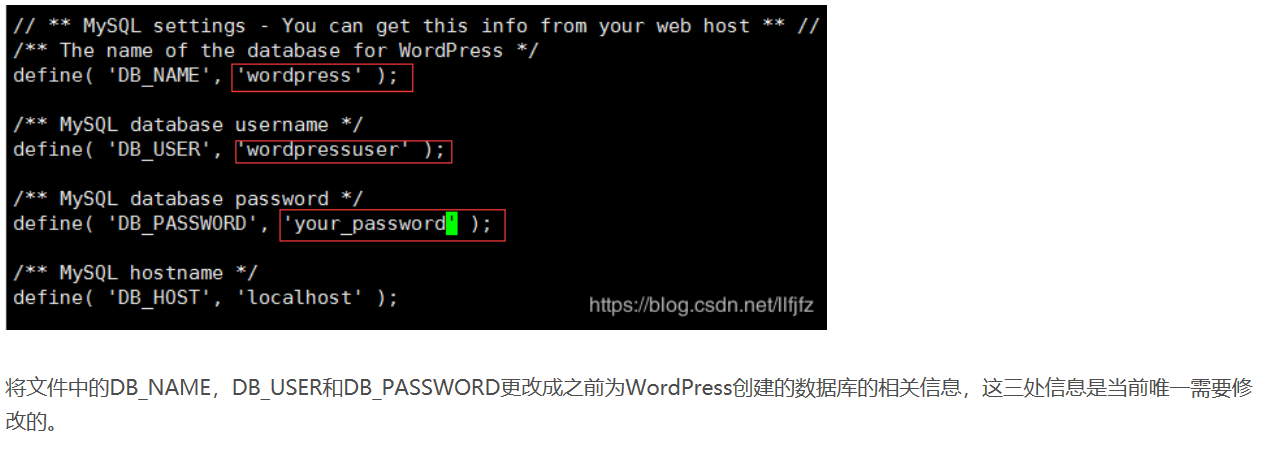 // ** MySQL settings - You can get this info from your web host ** //
/** The name of the database for WordPress */
define( 'DB_NAME', 'wordpress' );
/** MySQL database username */
define( 'DB_USER', 'wordpressuser' );
/** MySQL database password */
define( 'DB_PASSWORD', 'your_password' );
/** MySQL hostname */
define( 'DB_HOST', 'localhost' );
https://blog.csdn.net/llfjfz
将文件中的DB_NAME，DB_USER和DB_PASSWORD更改成之前为WordPress创建的数据库的相关信息，这三处信息是当前唯一需要修
改的。